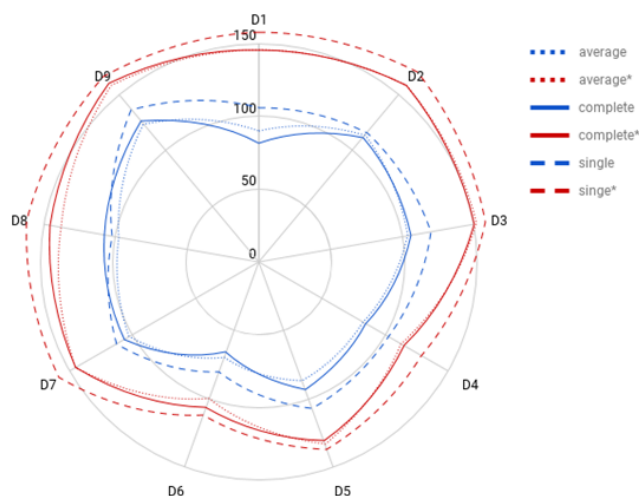 D1
150
D9
D2
100
50
D8
D3
0
D7
D4
D6
D5
average
average*
complete
complete*
single
singe*